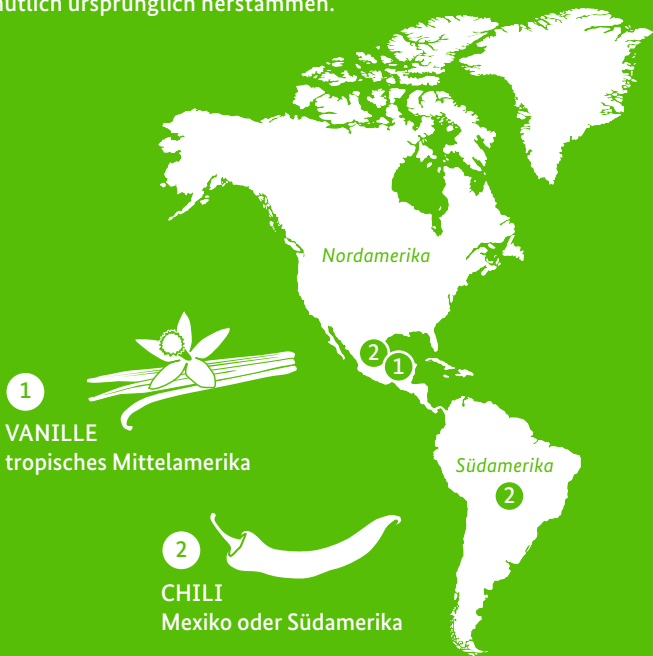 ursprünglich herstammen.
Nordamerika
2
1
1
VANILLE
tropisches Mittelamerika
Südamerika
2
2
CHILI
Mexiko oder Südamerika